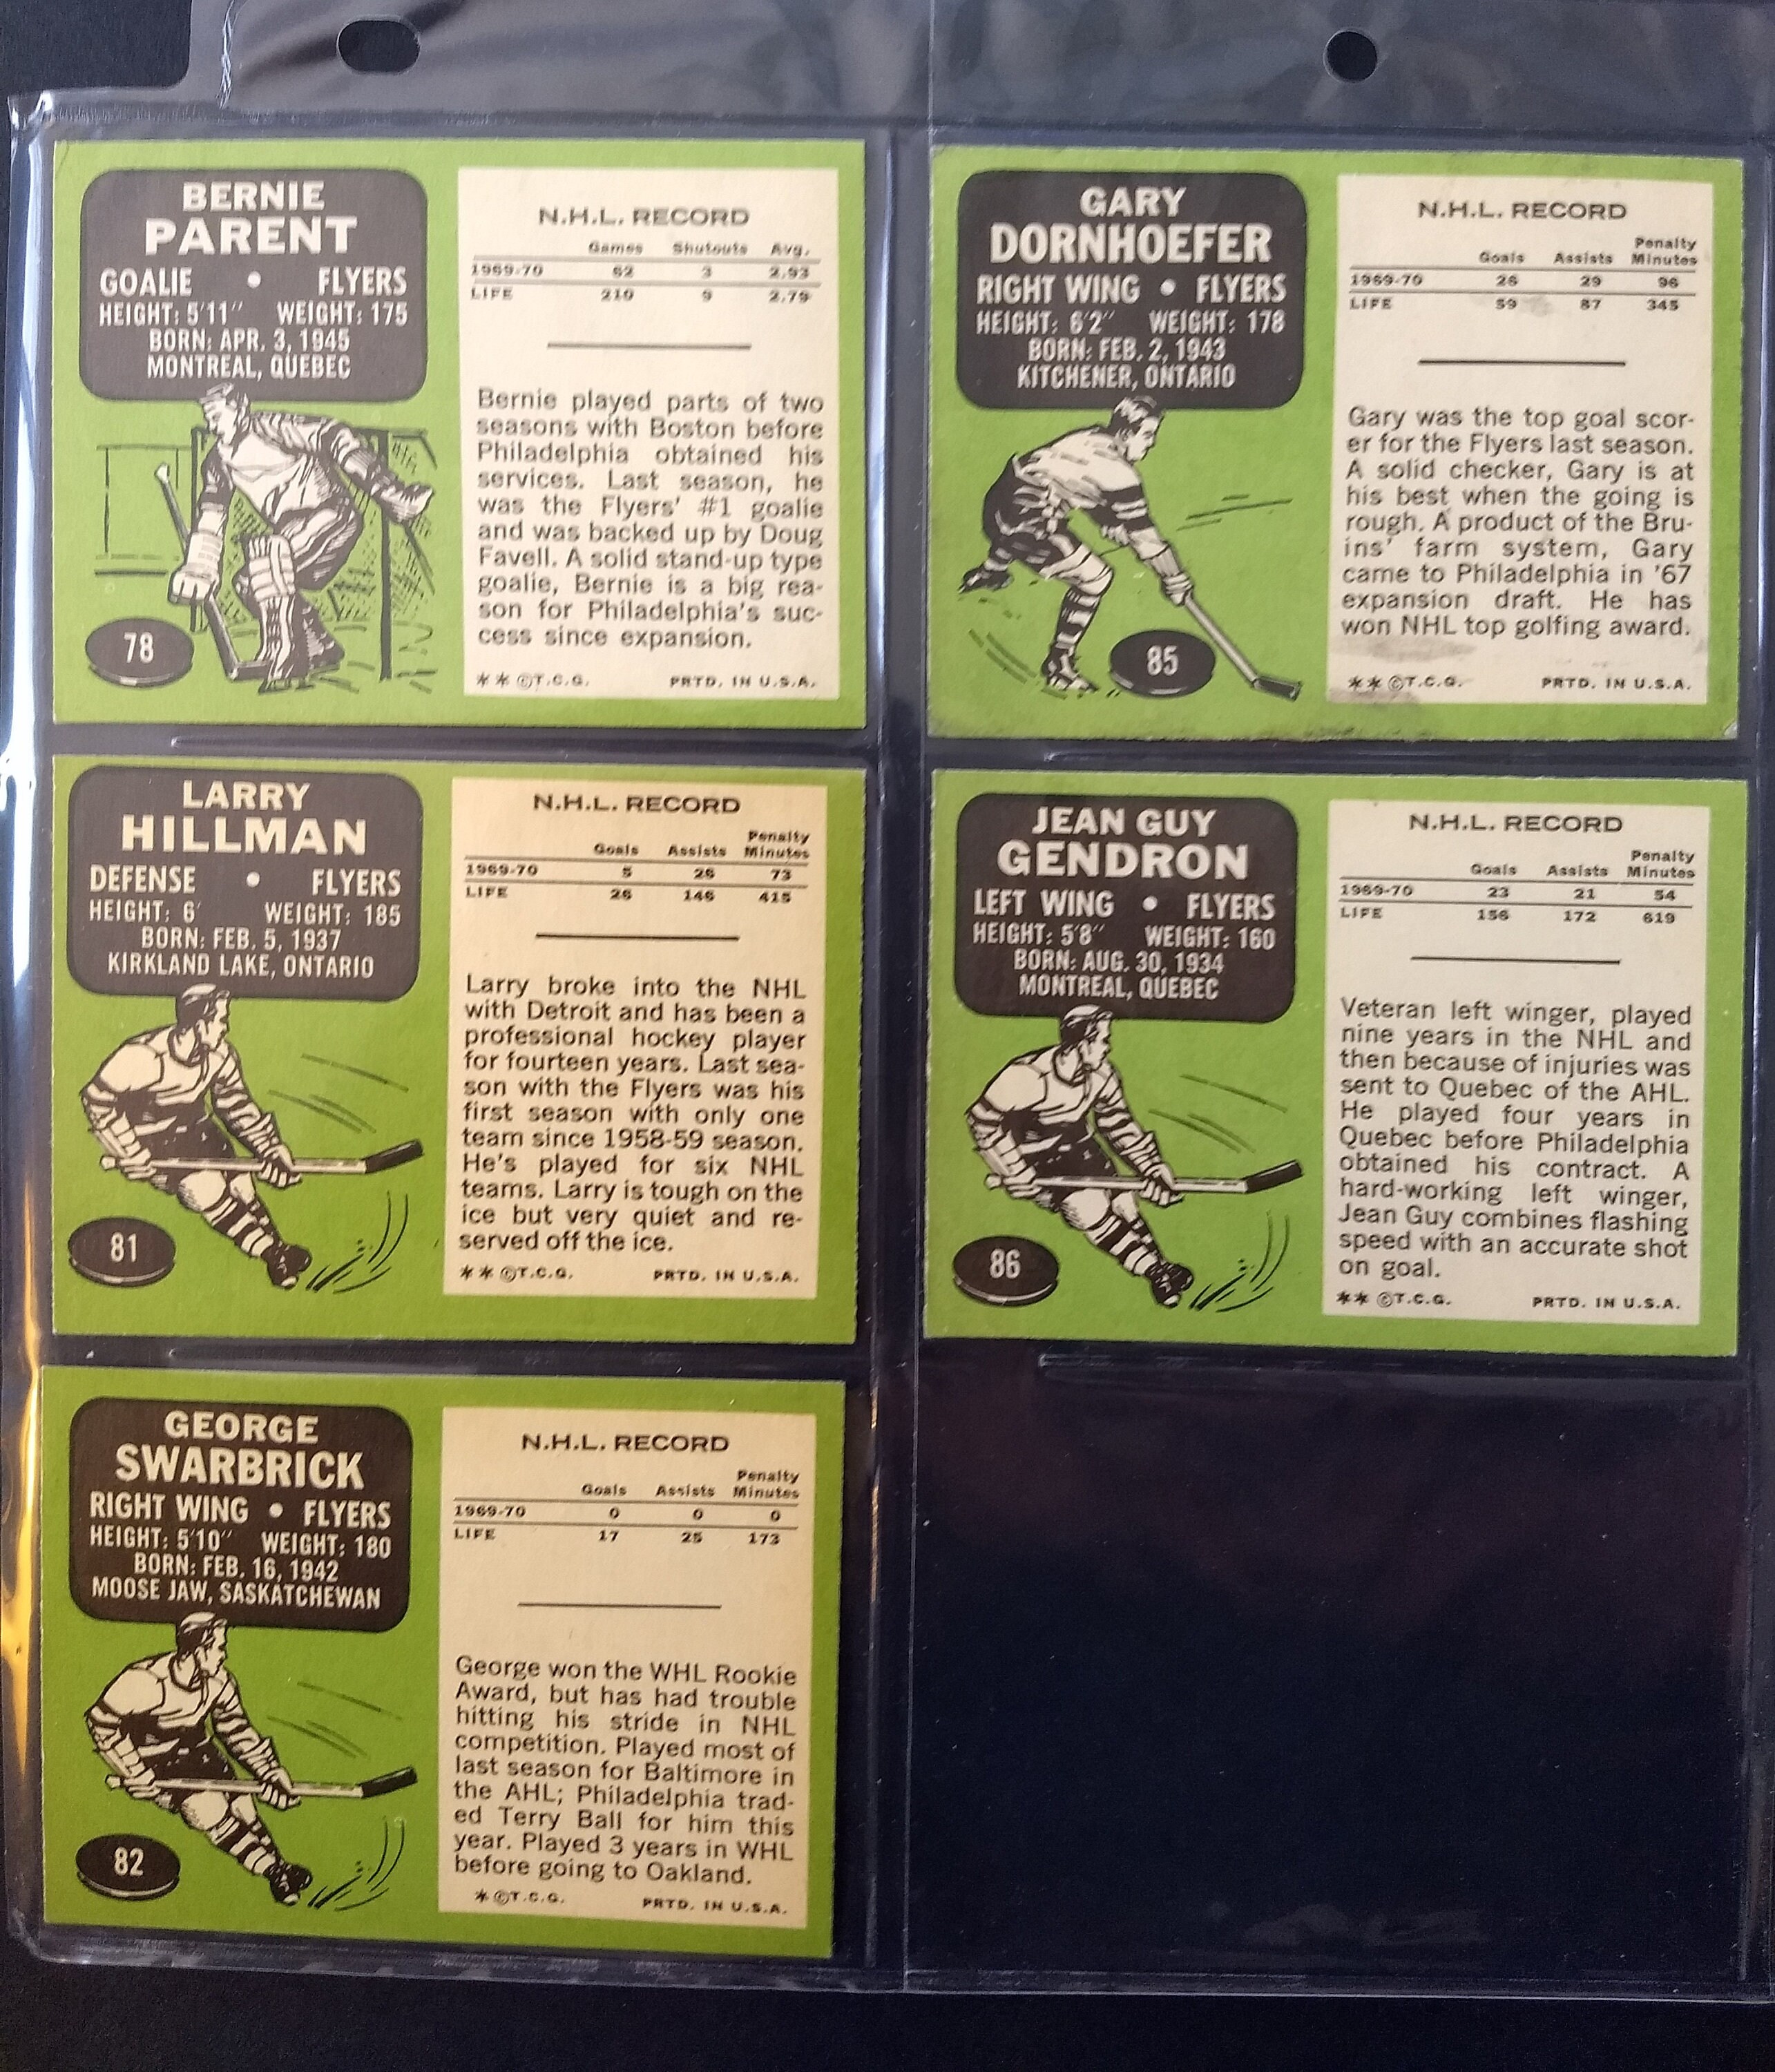 BERNIE
PARENT
GOALIE • FLYERS
HEIGHT: 5'11" WEIGHT: 175
BORN: APR. 3, 1945
MONTREAL, QUEBEC
78
N.H.L. RECORD
Games Shutouts Avg.
1969-70 62 3 2.93
LIFE 210 9 2.79
Bernie played parts of two
seasons with Boston before
Philadelphia obtained his
services. Last season, he
was the Flyers' #1 goalie
and was backed up by Doug
Favell. A solid stand-up type
goalie, Bernie is a big rea-
son for Philadelphia's suc-
cess since expansion.
** ©T.C.G. PRTD. IN U.S.A.
GARY
DORNHOEFER
RIGHT WING • FLYERS
HEIGHT: 6'2" WEIGHT: 178
BORN: FEB. 2, 1943
KITCHENER, ONTARIO
85
N.H.L. RECORD
Penalty
Goals Assists Minutes
1969-70 26 29 96
LIFE 59 87 345
Gary was the top goal scor-
er for the Flyers last season.
A solid checker, Gary is at
his best when the going is
rough. A product of the Bru-
ins' farm system, Gary
came to Philadelphia in '67
expansion draft. He has
won NHL top golfing award.
** ©T.C.G. PRTD. IN U.S.A.
LARRY
HILLMAN
DEFENSE • FLYERS
HEIGHT: 6' WEIGHT: 185
BORN: FEB. 5, 1937
KIRKLAND LAKE, ONTARIO
81
N.H.L. RECORD
Penalty
Goals Assists Minutes
1969-70 5 26 73
LIFE 26 146 415
Larry broke into the NHL
with Detroit and has been a
professional hockey player
for fourteen years. Last sea-
son with the Flyers was his
first season with only one
team since 1958-59 season.
He's played for six NHL
teams. Larry is tough on the
ice but very quiet and re-
served off the ice.
** ©T.C.G. PRTD. IN U.S.A.
JEAN GUY
GENDRON
LEFT WING • FLYERS
HEIGHT: 5'8" WEIGHT: 160
BORN: AUG. 30, 1934
MONTREAL, QUEBEC
86
N.H.L. RECORD
Penalty
Goals Assists Minutes
1969-70 23 21 54
LIFE 156 172 619
Veteran left winger, played
nine years in the NHL and
then because of injuries was
sent to Quebec of the AHL.
He played four years in
Quebec before Philadelphia
obtained his contract. A
hard-working left winger,
Jean Guy combines flashing
speed with an accurate shot
on goal.
** ©T.C.G. PRTD. IN U.S.A.
GEORGE
SWARBRICK
RIGHT WING • FLYERS
HEIGHT: 5'10" WEIGHT: 180
BORN: FEB. 16, 1942
MOOSE JAW, SASKATCHEWAN
82
N.H.L. RECORD
Penalty
Goals Assists Minutes
1969-70 0 0 0
LIFE 17 25 173
George won the WHL Rookie
Award, but has had trouble
hitting his stride in NHL
competition. Played most of
last season for Baltimore in
the AHL; Philadelphia trad-
ed Terry Ball for him this
year. Played 3 years in WHL
before going to Oakland.
* ©T.C.G. PRTD. IN U.S.A.